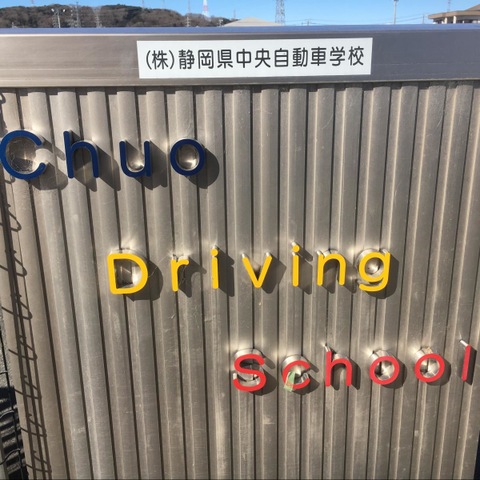 (株)静岡県中央自動車学校
Chuo
Driving
School